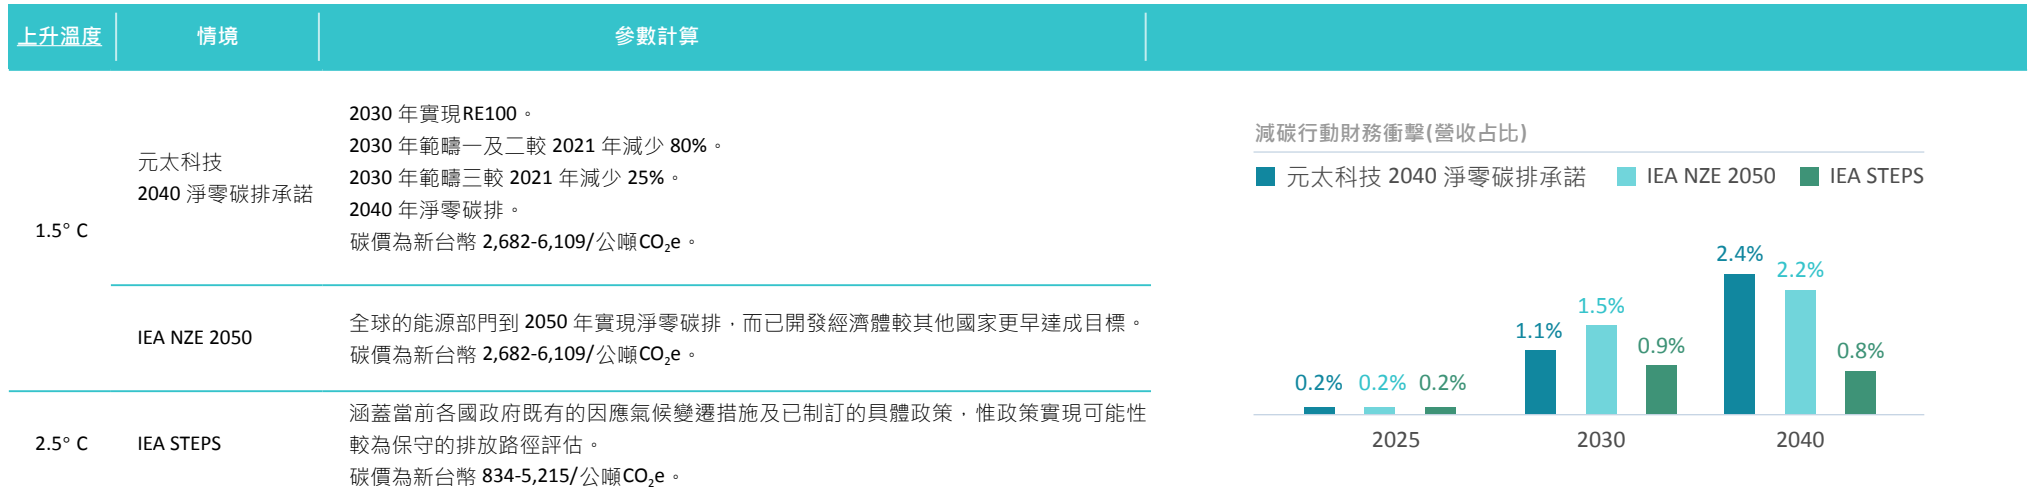 上升溫度 情境 參數計算
1.5° C
元太科技
2040 淨零碳排承諾
2030 年實現RE100。
2030 年範疇一及二較 2021 年減少 80%。
2030 年範疇三較 2021 年減少 25%。
2040 年淨零碳排。
碳價為新台幣 2,682-6,109/公噸CO₂e。
IEA NZE 2050
全球的能源部門到 2050 年實現淨零碳排，而已開發經濟體較其他國家更早達成目標。
碳價為新台幣 2,682-6,109/公噸CO₂e。
2.5° C
IEA STEPS
涵蓋當前各國政府既有的因應氣候變遷措施及已制訂的具體政策，惟政策實現可能性
較為保守的排放路徑評估。
碳價為新台幣 834-5,215/公噸CO₂e。
減碳行動財務衝擊(營收占比)
元太科技 2040 淨零碳排承諾 IEA NZE 2050 IEA STEPS
0.2% 0.2% 0.2%
1.1% 1.5% 0.9%
2.4% 2.2% 0.8%
2025 2030 2040